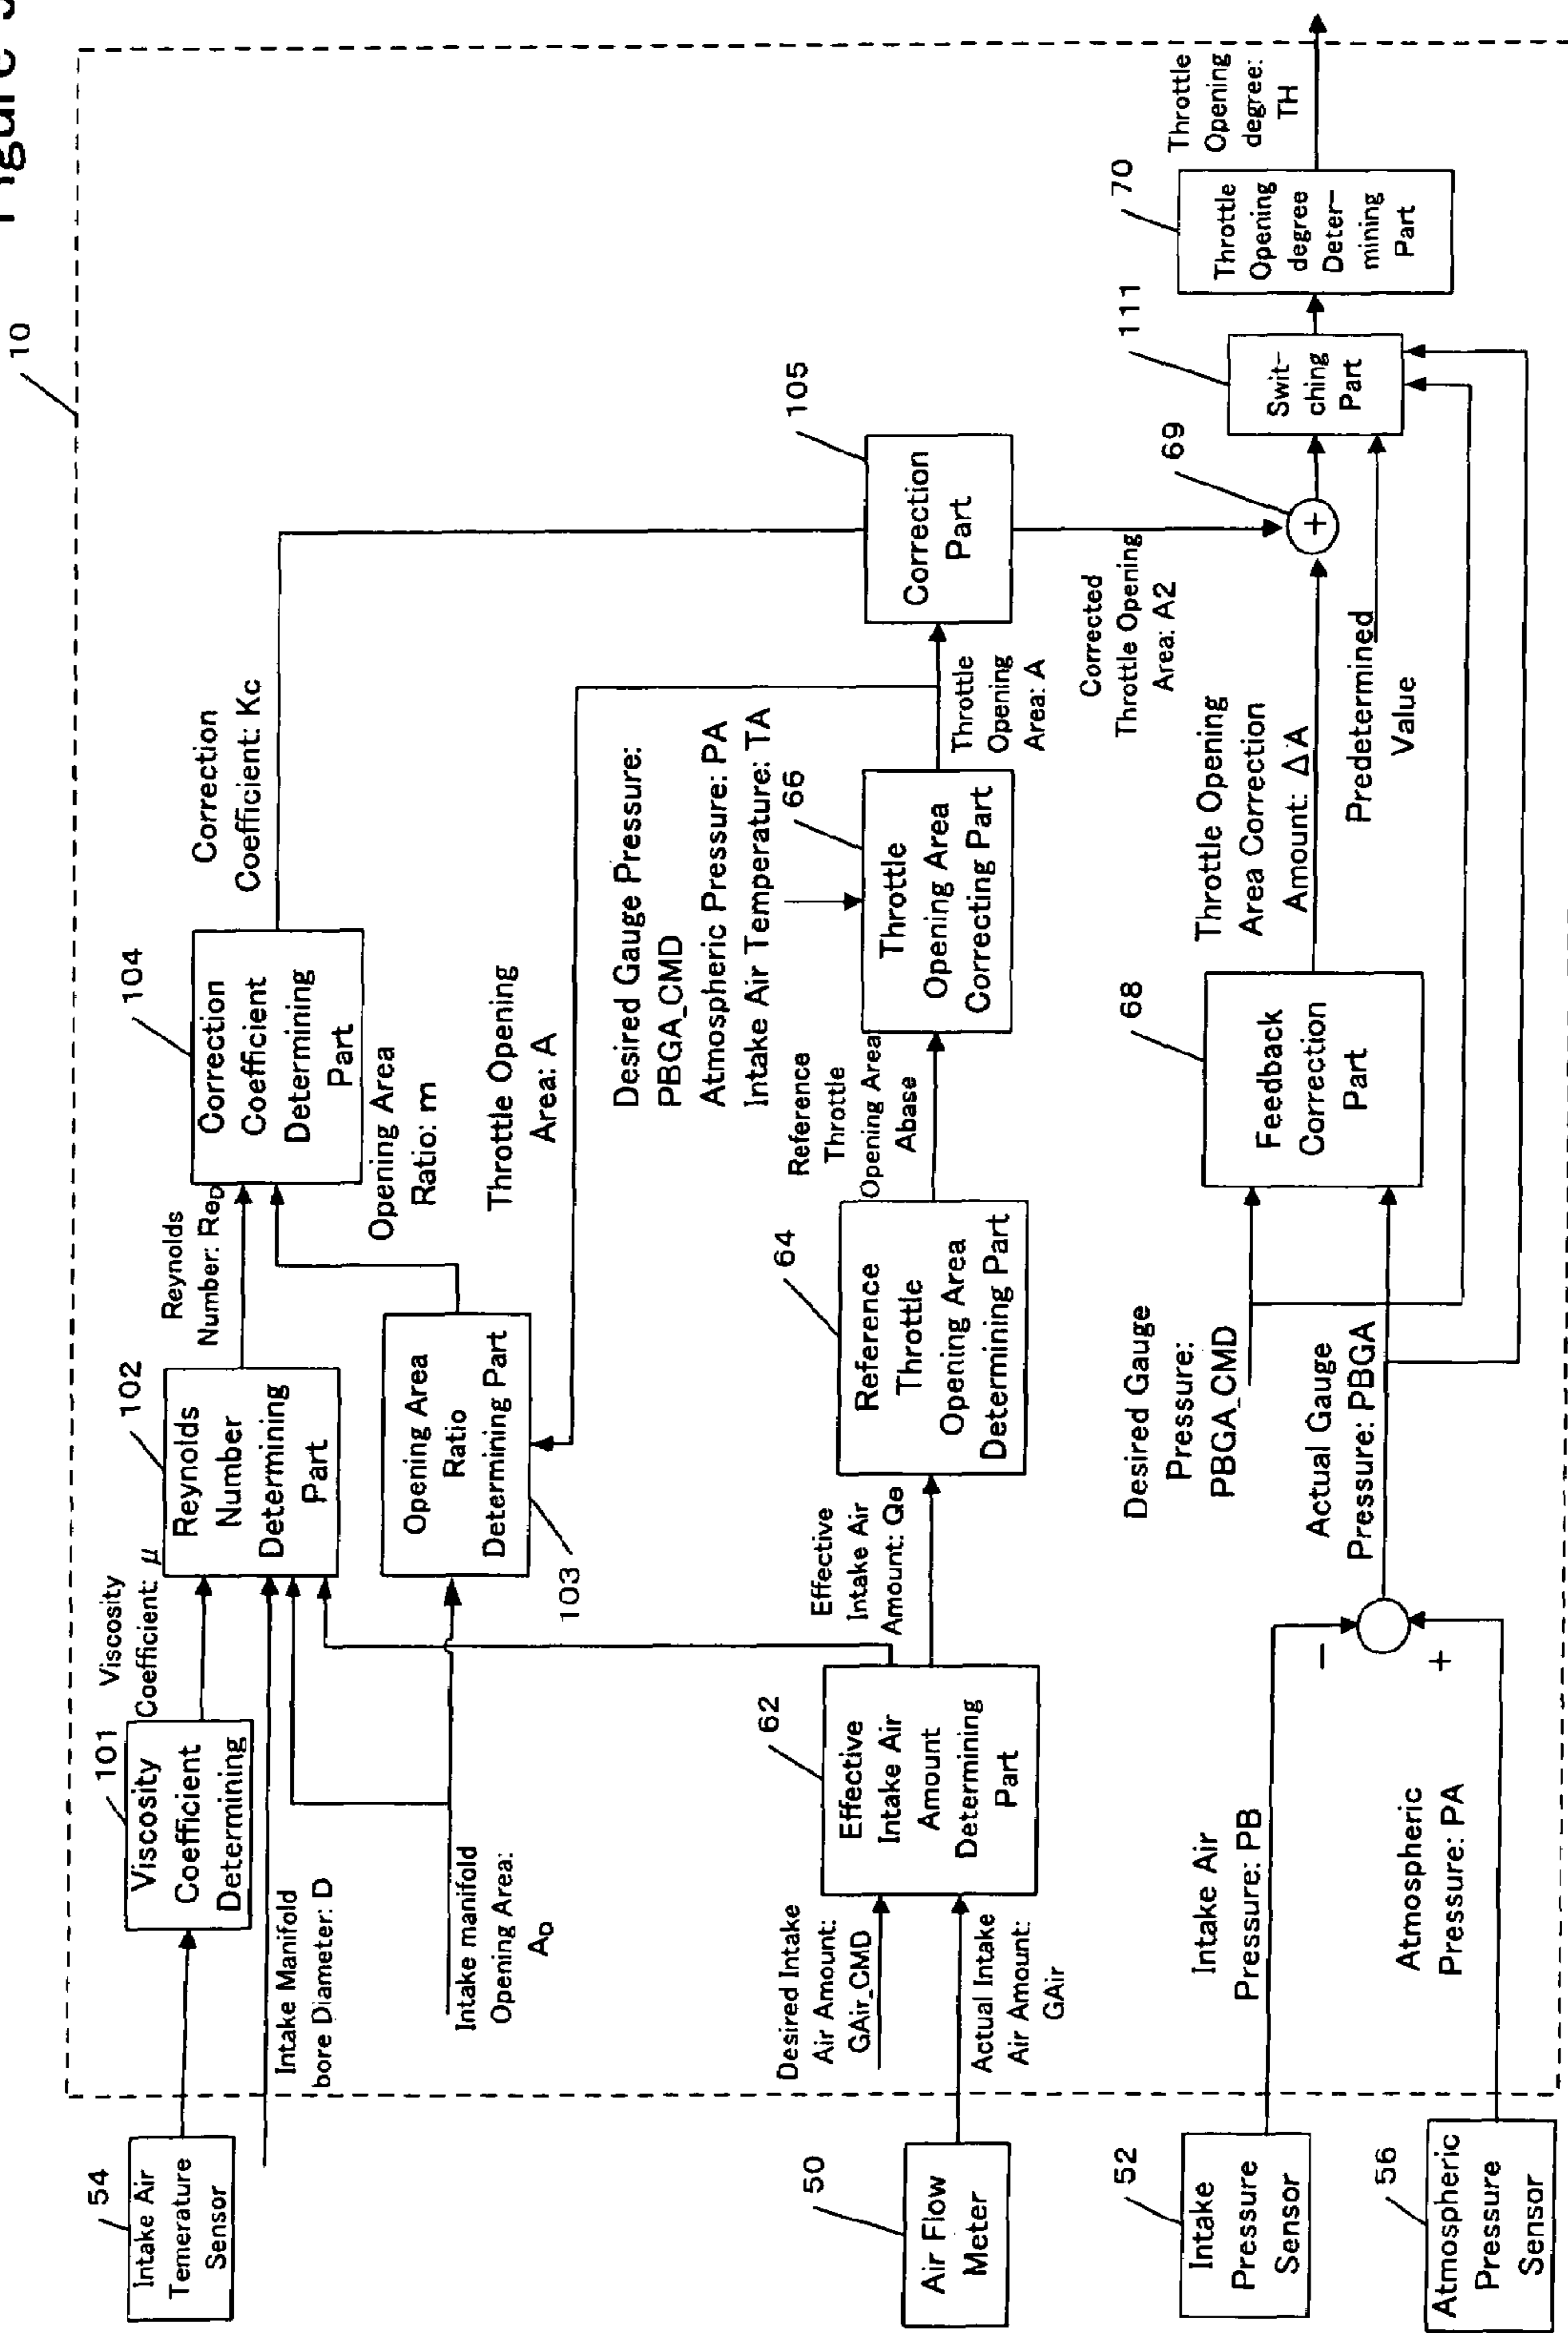 Figure
10
54
Intake Air
Temerature
Sensor
101
Viscosity
Coefficient
Determining
Viscosity
Coefficient: μ
102
Reynolds
Number
Determining
Part
Reynolds
Number: ReD
104
Correction
Coefficient
Determining
Part
Correction
Coefficient: Kc
Intake Manifold
bore Diameter: D
Intake manifold
Opening Area:
AD
Opening Area
Ratio
Determining Part
103
Opening Area
Ratio: m
Throttle Opening
Area: A
105
Correction
Part
50
Air Flow
Meter
Desired Intake
Air Amount:
GAir_CMD
Actual Intake
Air Amount:
GAir
62
Effective
Intake Air
Amount
Determining
Part
Effective
Intake Air
Amount: Qe
64
Reference
Throttle
Opening Area
Determining Part
Reference
Throttle
Opening Area
Abase
Desired Gauge Pressure:
PBGA_CMD
Atmospheric Pressure: PA
Intake Air Temperature: TA
66
Throttle
Opening Area
Correcting Part
Throttle
Opening
Area: A
Corrected
Throttle Opening
Area: A2
52
Intake
Pressure
Sensor
Intake Air
Pressure: PB
56
Atmospheric
Pressure
Sensor
Atmospheric
Pressure: PA
−
+
Desired Gauge
Pressure:
PBGA_CMD
Actual Gauge
Pressure: PBGA
68
Feedback
Correction
Part
Throttle Opening
Area Correction
Amount: ΔA
Predetermined
Value
69
+
111
Swit-
ching
Part
70
Throttle
Opening
degree
Deter-
mining
Part
Throttle
Opening
degree:
TH